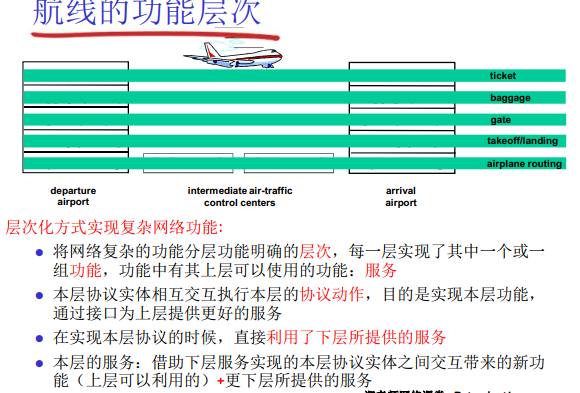 航线的功能层次
ticket
baggage
gate
takeoff/landing
airplane routing
departure
airport
intermediate air-traffic
control centers
arrival
airport
层次化方式实现复杂网络功能:
将网络复杂的功能分层功能明确的层次，每一层实现了其中一个或一
组功能，功能中有其上层可以使用的功能：服务
本层协议实体相互交互执行本层的协议动作，目的是实现本层功能，
通过接口为上层提供更好的服务
在实现本层协议的时候，直接利用了下层所提供的服务
本层的服务：借助下层服务实现的本层协议实体之间交互带来的新功
能（上层可以利用的）+更下层所提供的服务